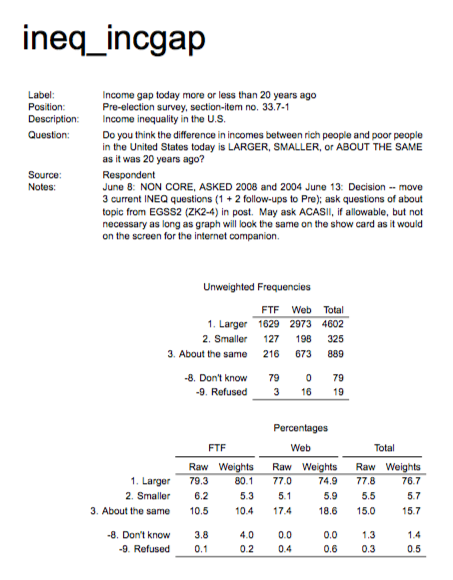 ineq_incgap
Label: Income gap today more or less than 20 years ago
Position: Pre-election survey, section-item no. 33.7-1
Description: Income inequality in the U.S.
Question: Do you think the difference in incomes between rich people and poor people
in the United States today is LARGER, SMALLER, or ABOUT THE SAME
as it was 20 years ago?
Source: Respondent
Notes: June 8: NON CORE, ASKED 2008 and 2004 June 13: Decision -- move
3 current INEQ questions (1 + 2 follow-ups to Pre); ask questions of about
topic from EGSS2 (ZK2-4) in post. May ask ACASII, if allowable, but not
necessary as long as graph will look the same on the show card as it would
on the screen for the internet companion.
Unweighted Frequencies
FTF Web Total
1. Larger 1629 2973 4602
2. Smaller 127 198 325
3. About the same 216 673 889
-8. Don't know 79 0 79
-9. Refused 3 16 19
Percentages
FTF Web Total
Raw Weights Raw Weights Raw Weights
1. Larger 79.3 80.1 77.0 74.9 77.8 76.7
2. Smaller 6.2 5.3 5.1 5.9 5.5 5.7
3. About the same 10.5 10.4 17.4 18.6 15.0 15.7
-8. Don't know 3.8 4.0 0.0 0.0 1.3 1.4
-9. Refused 0.1 0.2 0.4 0.6 0.3 0.5